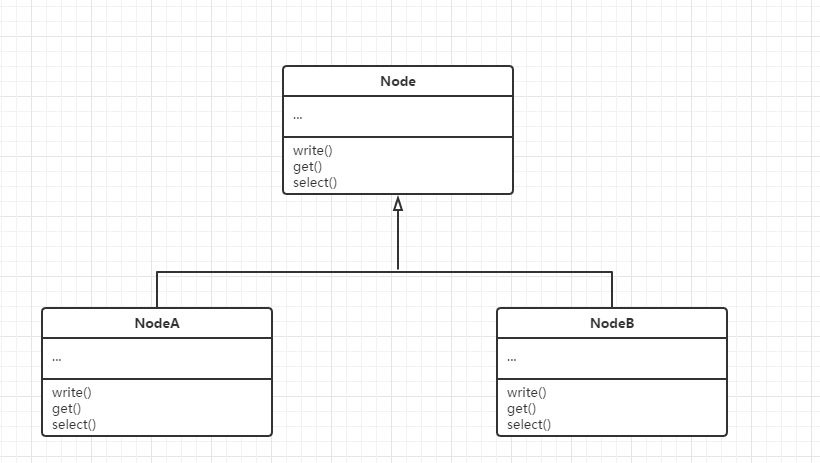 Node
...
write()
get()
select()
NodeA
...
write()
get()
select()
NodeB
...
write()
get()
select()